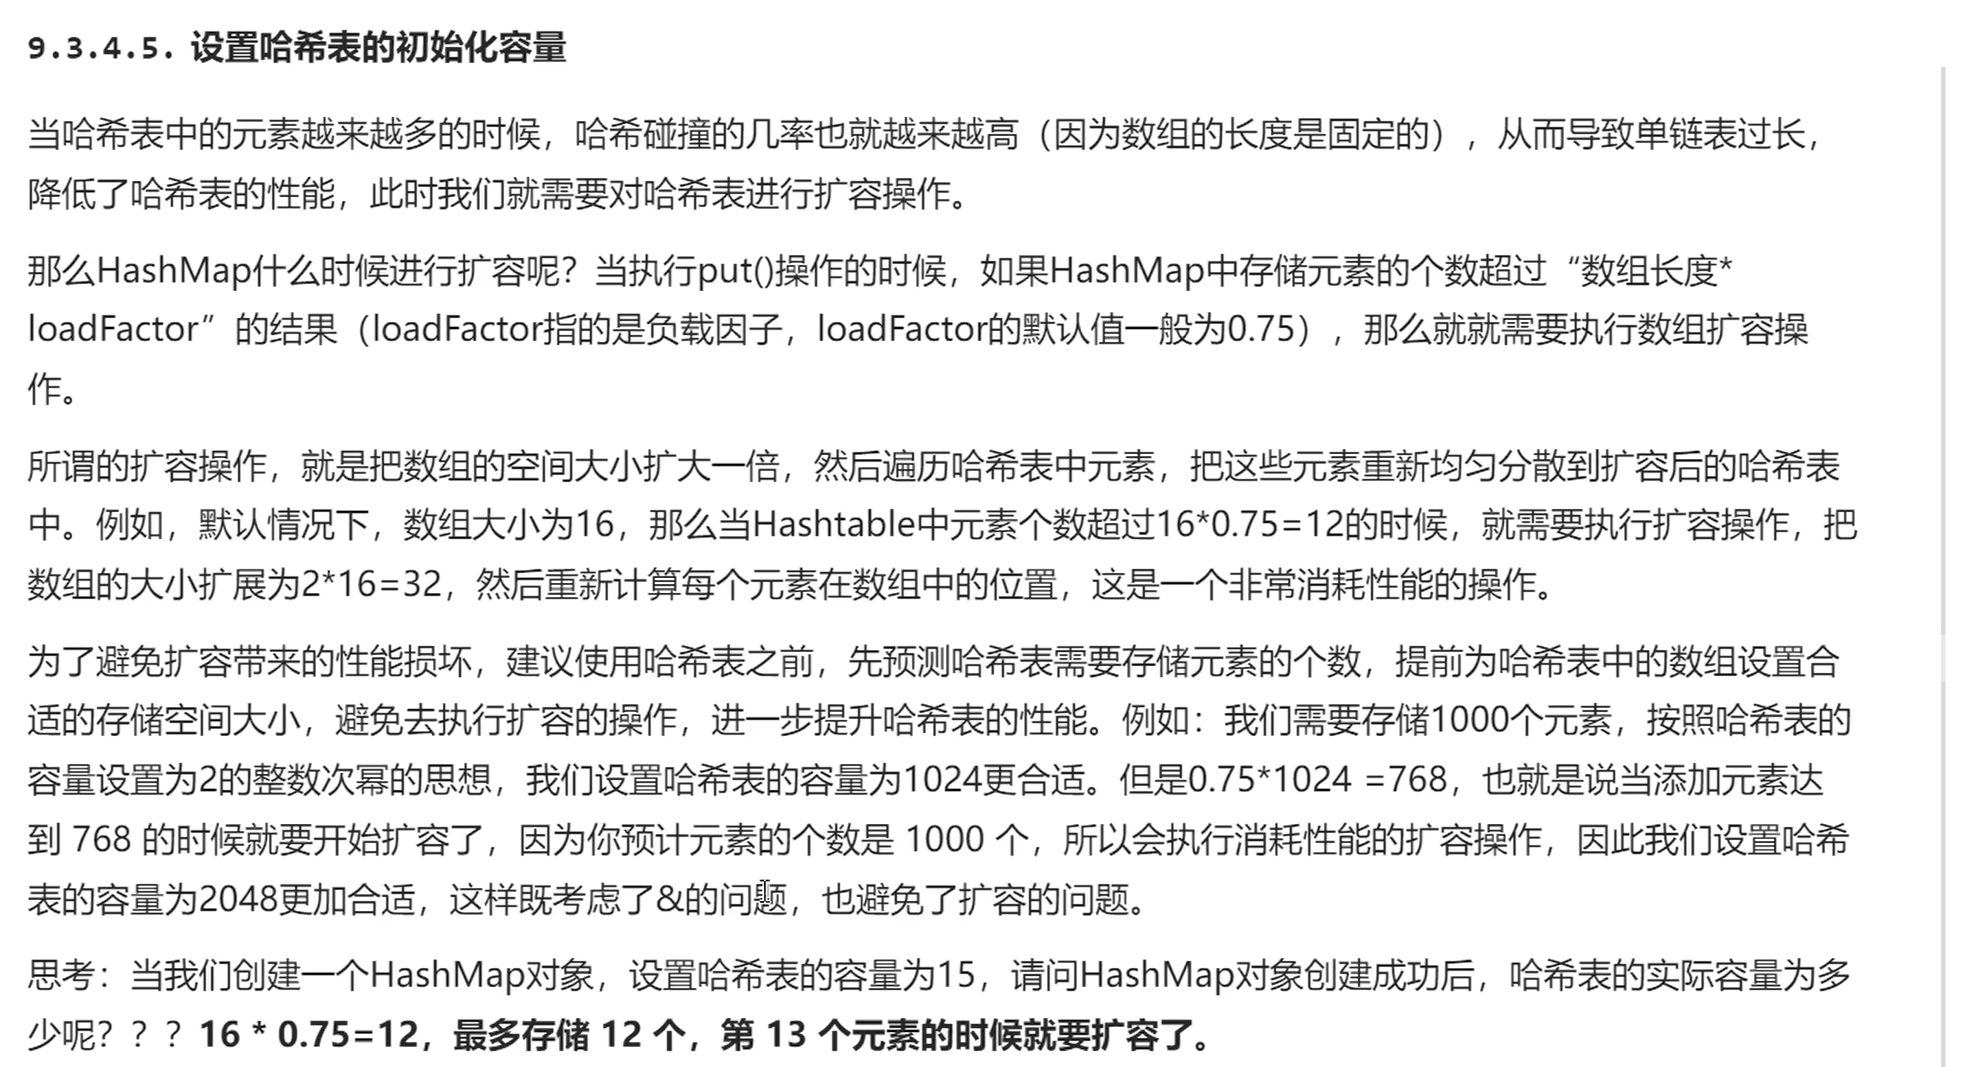 9.3.4.5. 设置哈希表的初始化容量
当哈希表中的元素越来越多的时候，哈希碰撞的几率也就越来越高（因为数组的长度是固定的），从而导致单链表过长，
降低了哈希表的性能，此时我们就需要对哈希表进行扩容操作。
那么HashMap什么时候进行扩容呢？当执行put()操作的时候，如果HashMap中存储元素的个数超过“数组长度*
loadFactor”的结果（loadFactor指的是负载因子，loadFactor的默认值一般为0.75），那么就就需要执行数组扩容操
作。
所谓的扩容操作，就是把数组的空间大小扩大一倍，然后遍历哈希表中元素，把这些元素重新均匀分散到扩容后的哈希表
中。例如，默认情况下，数组大小为16，那么当Hashtable中元素个数超过16*0.75=12的时候，就需要执行扩容操作，把
数组的大小扩展为2*16=32，然后重新计算每个元素在数组中的位置，这是一个非常消耗性能的操作。
为了避免扩容带来的性能损坏，建议使用哈希表之前，先预测哈希表需要存储元素的个数，提前为哈希表中的数组设置合
适的存储空间大小，避免去执行扩容的操作，进一步提升哈希表的性能。例如：我们需要存储1000个元素，按照哈希表的
容量设置为2的整数次幂的思想，我们设置哈希表的容量为1024更合适。但是0.75*1024 =768，也就是说当添加元素达
到 768 的时候就要开始扩容了，因为你预计元素的个数是 1000 个，所以会执行消耗性能的扩容操作，因此我们设置哈希
表的容量为2048更加合适，这样既考虑了&的问题，也避免了扩容的问题。
思考：当我们创建一个HashMap对象，设置哈希表的容量为15，请问HashMap对象创建成功后，哈希表的实际容量为多
少呢？？？16 * 0.75=12，最多存储 12 个，第 13 个元素的时候就要扩容了。